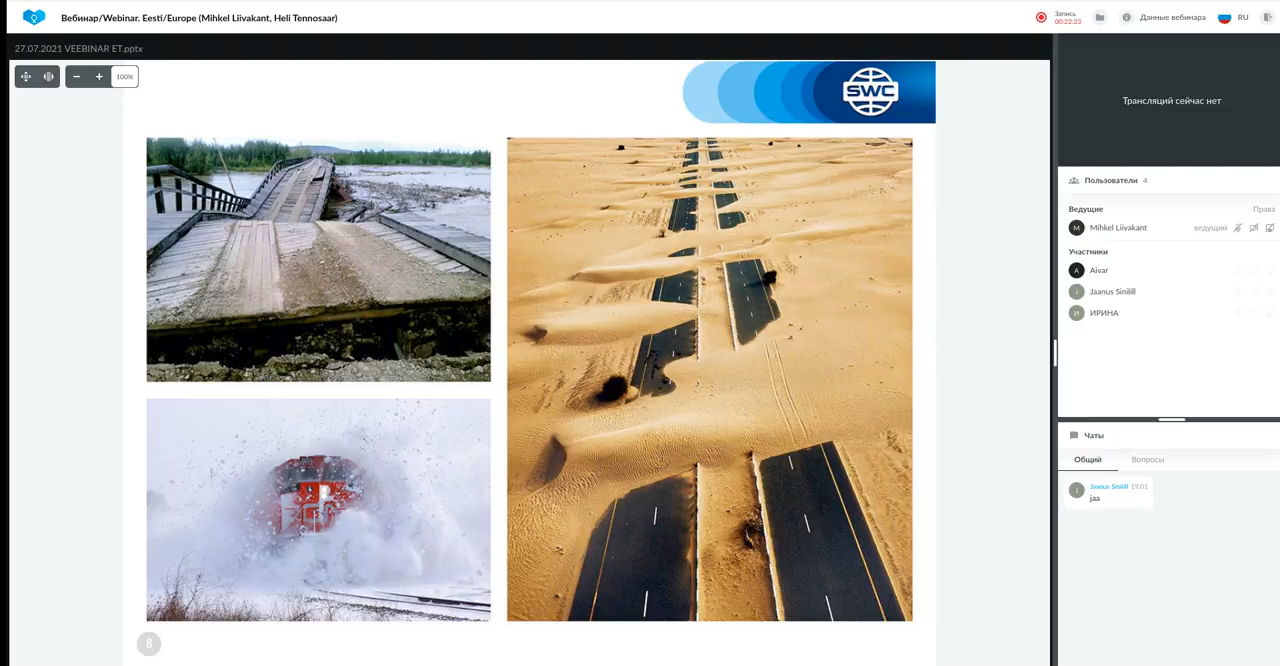 Вебинар/Webinar. Eesti/Europe (Mihkel Liivakant, Heli Tennosaar)
Запись
00:22:23
Данные вебинара
RU
27.07.2021 VEEBINAR ET.pptx
100%
SWC
8
Трансляций сейчас нет
Пользователи 4
Ведущие Права
M Mihkel Liivakant ведущий
Участники
A Aivar
J Jaanus Sinilill
И ИРИНА
Чаты
Общий Вопросы
J Jaanus Sinilill 19:01
jaa